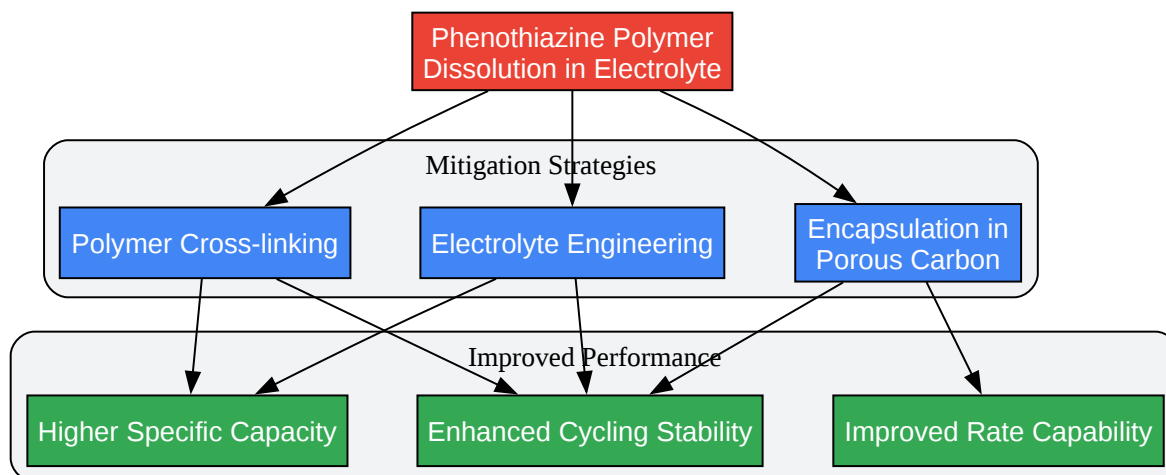 Phenothiazine Polymer
Dissolution in Electrolyte
Mitigation Strategies
Polymer Cross-linking
Electrolyte Engineering
Encapsulation in
Porous Carbon
Improved Performance
Higher Specific Capacity
Enhanced Cycling Stability
Improved Rate Capability